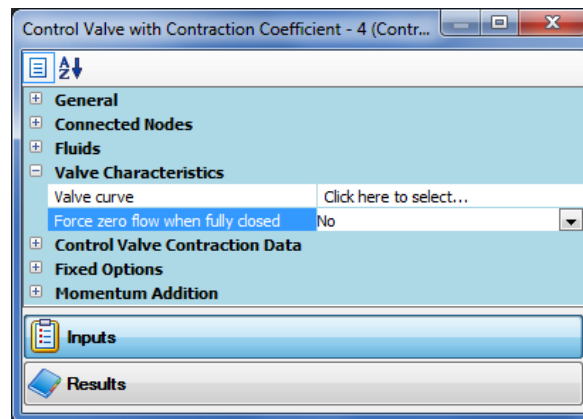 Control Valve with Contraction Coefficient - 4 (Contr...
General
Connected Nodes
Fluids
Valve Characteristics
Valve curve Click here to select...
Force zero flow when fully closed No
Control Valve Contraction Data
Fixed Options
Momentum Addition
Inputs
Results